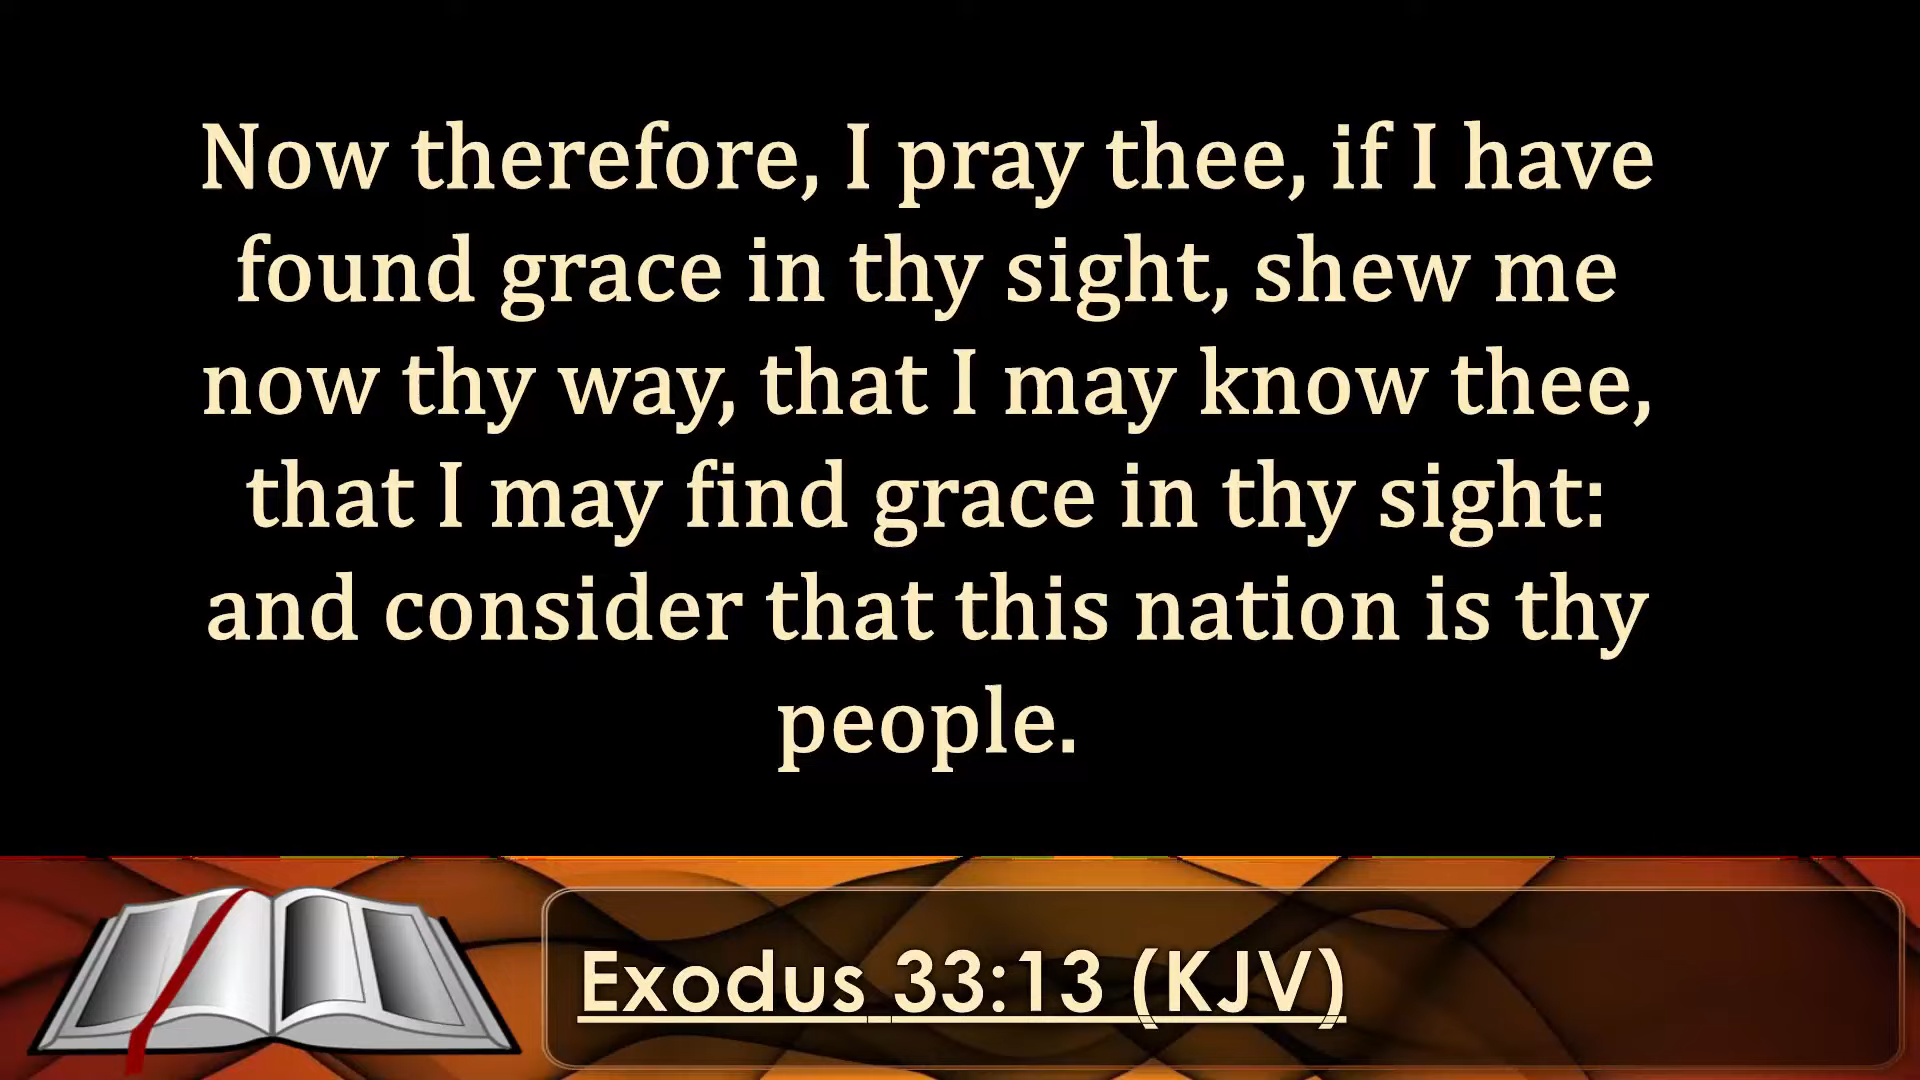 Now therefore, I pray thee, if I have
found grace in thy sight, shew me
now thy way, that I may know thee,
that I may find grace in thy sight:
and consider that this nation is thy
people.
Exodus 33:13 (KJV)